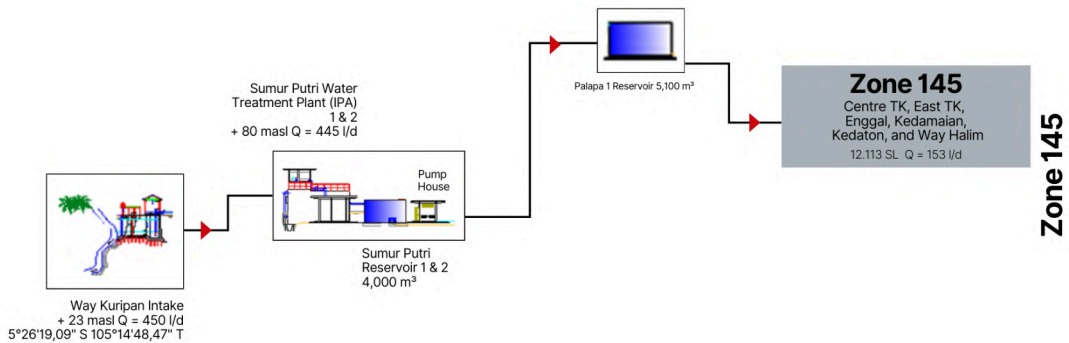 Sumur Putri Water
Treatment Plant (IPA)
1 & 2
+ 80 masl Q = 445 l/d
Pump
House
Sumur Putri
Reservoir 1 & 2
4,000 m³
Way Kuripan Intake
+ 23 masl Q = 450 l/d
5°26'19,09" S 105°14'48,47" T
Palapa 1 Reservoir 5,100 m³
Zone 145
Centre TK, East TK,
Enggal, Kedamaian,
Kedaton, and Way Halim
12.113 SL Q = 153 l/d
Zone 145